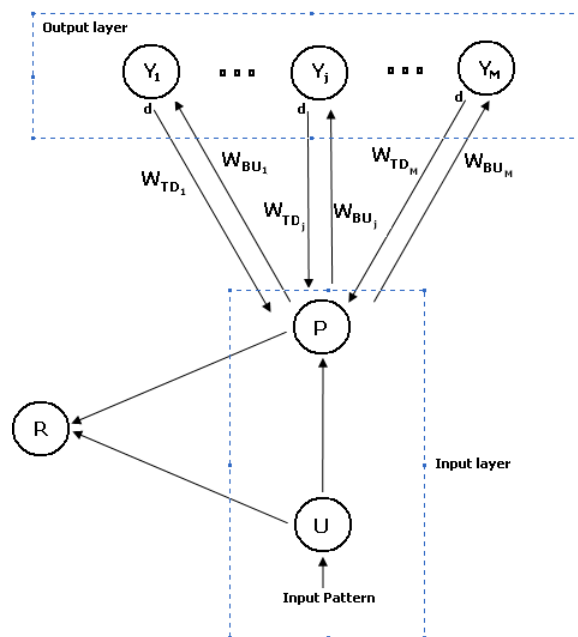 Output layer
Y1 Yj YM
d d d
WTD1 WBU1 WTDj WBUj WTDM WBUM
P
R
Input layer
U
Input Pattern